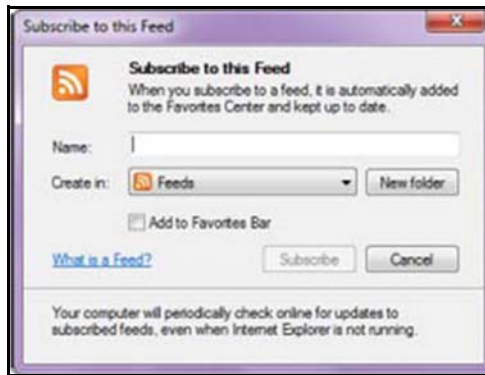 Subscribe to this Feed
Subscribe to this Feed
When you subscribe to a feed, it is automatically added
to the Favorites Center and kept up to date.
Name:
Create in: Feeds New folder
Add to Favorites Bar
What is a Feed? Subscribe Cancel
Your computer will periodically check online for updates to
subscribed feeds, even when Internet Explorer is not running.